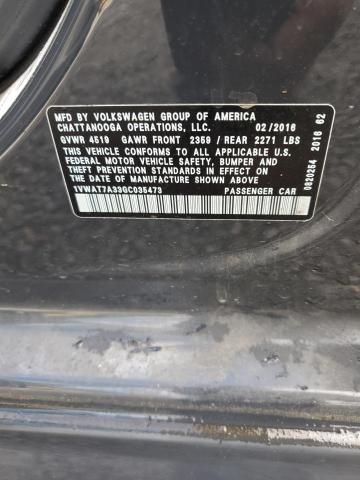 MFD BY VOLKSWAGEN GROUP OF AMERICA
CHATTANOOGA OPERATIONS, LLC. 02/2016
GVWR 4519 GAWR FRONT 2359 / REAR 2271 LBS
THIS VEHICLE CONFORMS TO ALL APPLICABLE U.S.
FEDERAL MOTOR VEHICLE SAFETY, BUMPER AND
THEFT PREVENTION STANDARDS IN EFFECT ON THE
DATE OF MANUFACTURE SHOWN ABOVE
1VWAT7A33GC035473 PASSENGER CAR
0820254 2016 62